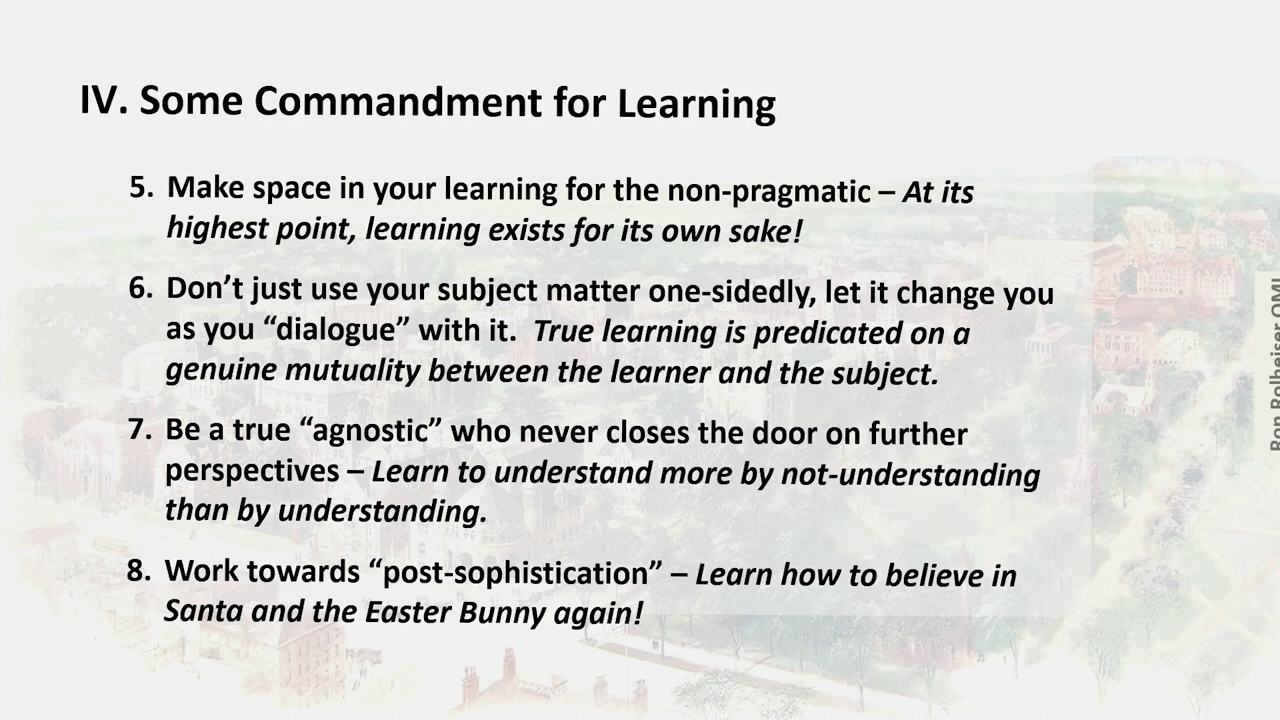 IV. Some Commandment for Learning
5. Make space in your learning for the non-pragmatic – At its
highest point, learning exists for its own sake!
6. Don’t just use your subject matter one-sidedly, let it change you
as you “dialogue” with it. True learning is predicated on a
genuine mutuality between the learner and the subject.
7. Be a true “agnostic” who never closes the door on further
perspectives – Learn to understand more by not-understanding
than by understanding.
8. Work towards “post-sophistication” – Learn how to believe in
Santa and the Easter Bunny again!
Ron Rolheiser OMI